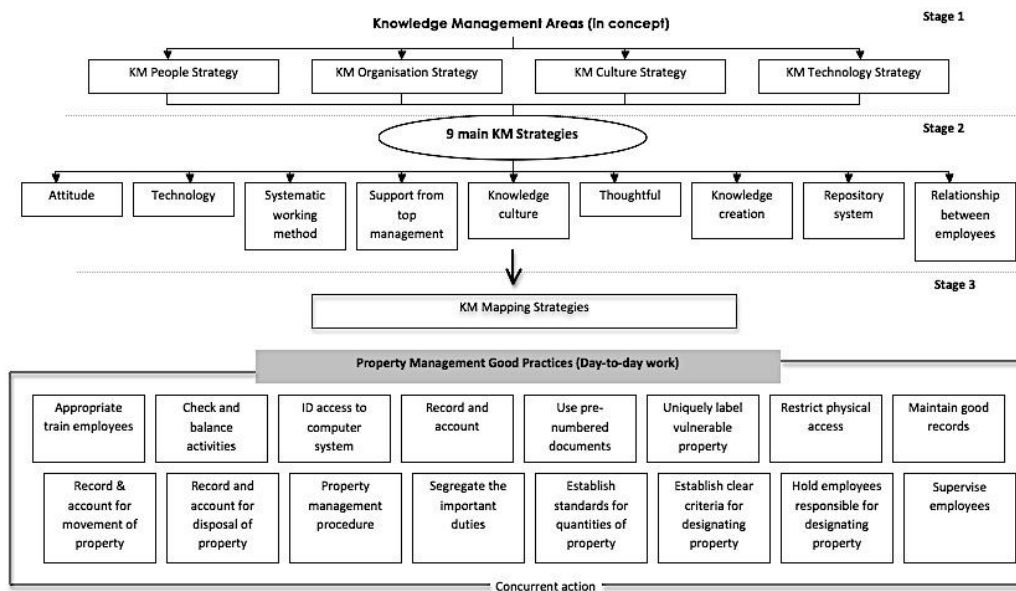 Stage 1
Knowledge Management Areas (in concept)
KM People Strategy
KM Organisation Strategy
KM Culture Strategy
KM Technology Strategy
Stage 2
9 main KM Strategies
Attitude
Technology
Systematic
working
method
Support from
top
management
Knowledge
culture
Thoughtful
Knowledge
creation
Repository
system
Relationship
between
employees
Stage 3
KM Mapping Strategies
Property Management Good Practices (Day-to-day work)
Appropriate
train employees
Check and
balance
activities
ID access to
computer
system
Record and
account
Use pre-
numbered
documents
Uniquely label
vulnerable
property
Restrict physical
access
Maintain good
records
Record &
account for
movement of
property
Record and
account for
disposal of
property
Property
management
procedure
Segregate the
important
duties
Establish
standards for
quantities of
property
Establish clear
criteria for
designating
property
Hold employees
responsible for
designating
property
Supervise
employees
Concurrent action